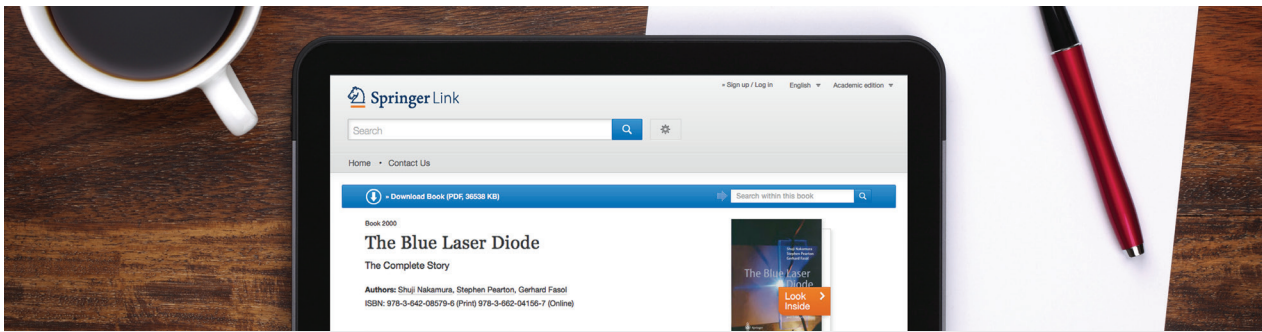 » Sign up / Log in English Academic edition
Springer Link
Search
Home • Contact Us
» Download Book (PDF, 36538 KB)
Search within this book
Book 2000
The Blue Laser Diode
The Complete Story
Authors: Shuji Nakamura, Stephen Pearton, Gerhard Fasol
ISBN: 978-3-642-08579-6 (Print) 978-3-662-04156-7 (Online)
Shuji Nakamura
Stephen Pearton
Gerhard Fasol
The Blue Laser
Diode
Look
Inside
Springer